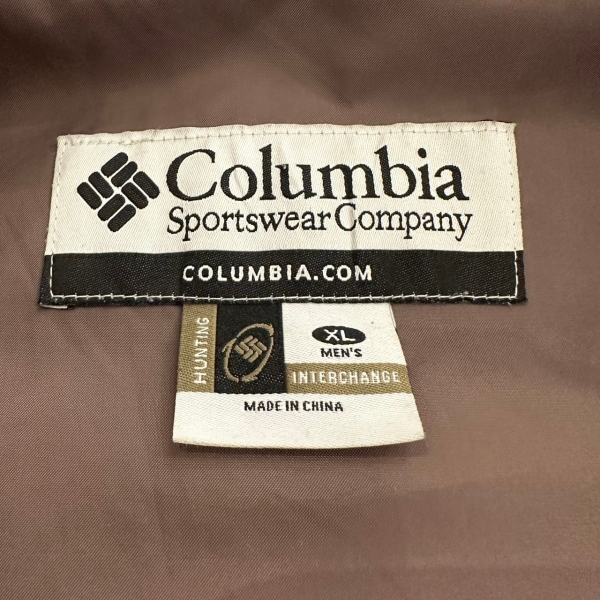 Columbia
Sportswear Company
COLUMBIA.COM
HUNTING
XL
MEN'S
INTERCHANGE
MADE IN CHINA